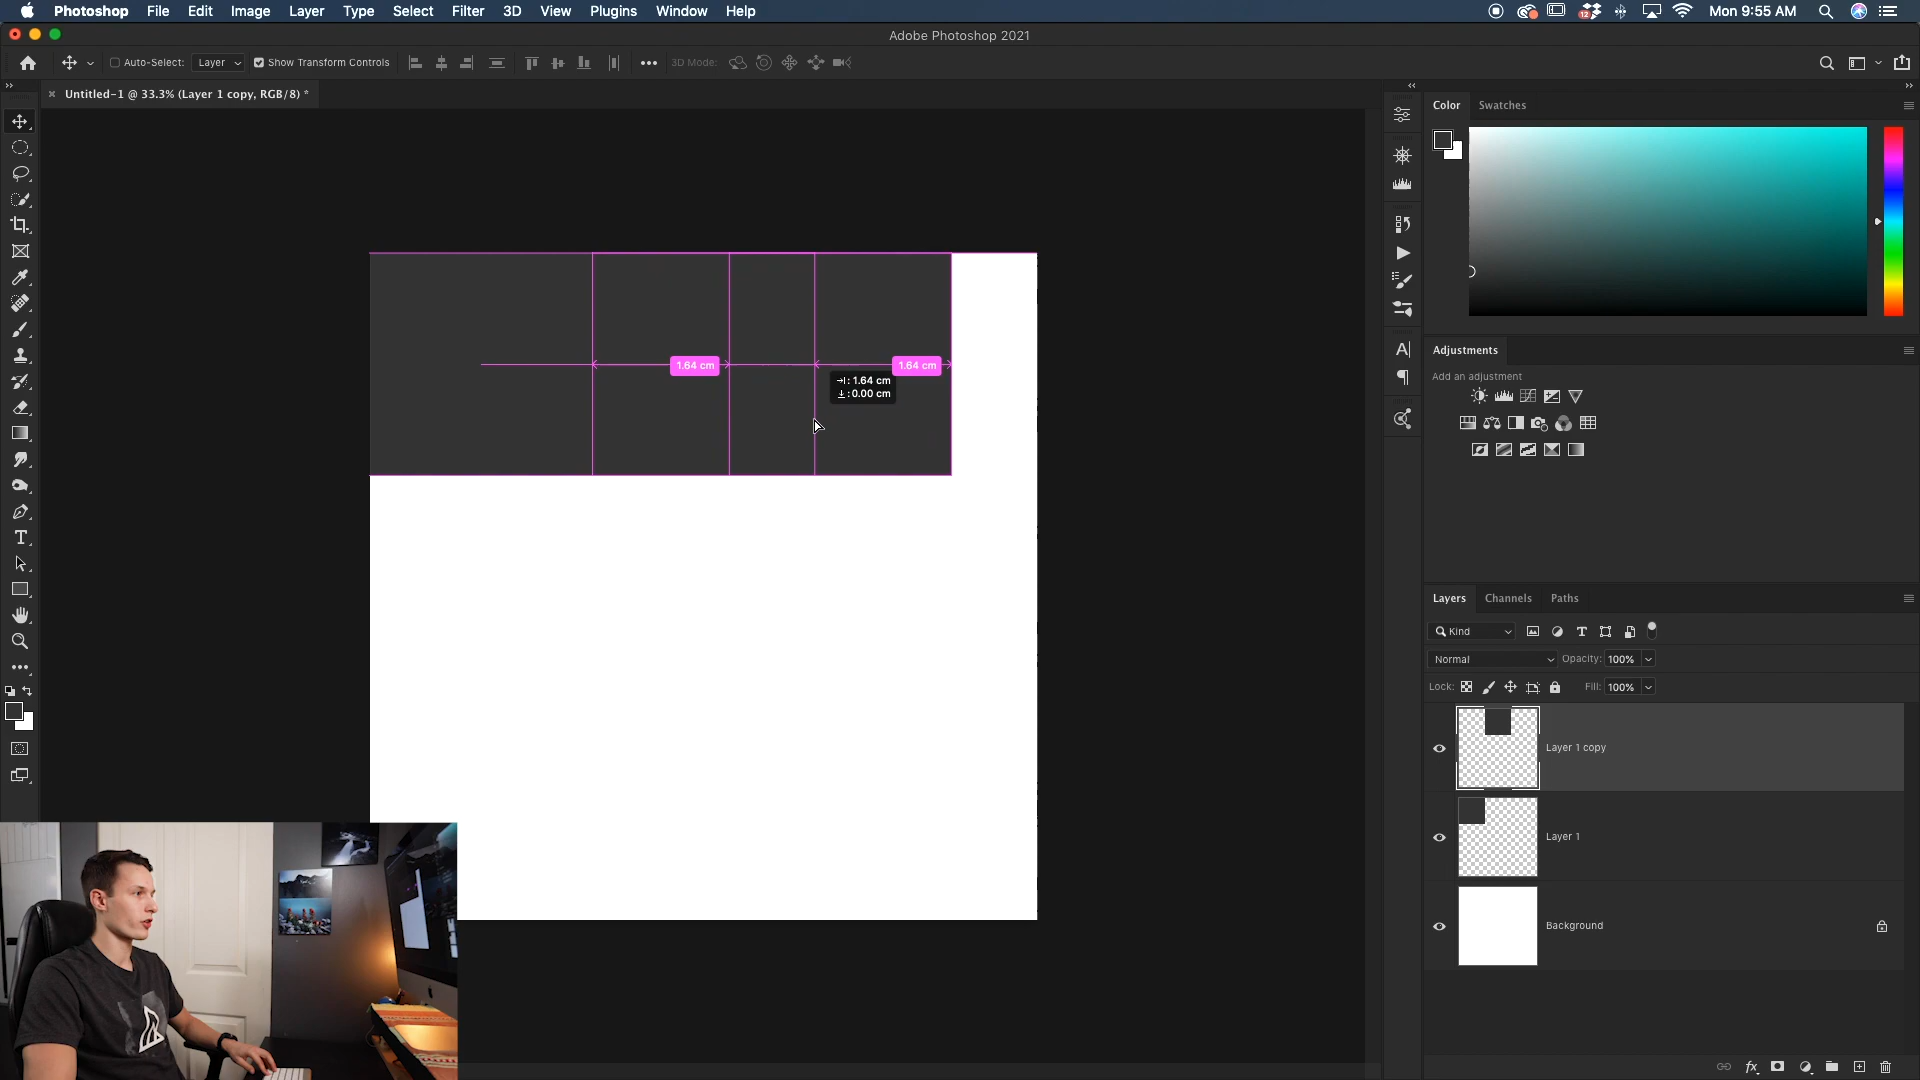 Photoshop File Edit Image Layer Type Select Filter 3D View Plugins Window Help
12
Mon 9:55 AM
Adobe Photoshop 2021
Auto-Select: Layer
Show Transform Controls
3D Mode:
Untitled-1 @ 33.3% (Layer 1 copy, RGB/8) *
1.64 cm
1.64 cm
: 1.64 cm
: 0.00 cm
Color Swatches
Adjustments
Add an adjustment
Layers Channels Paths
Kind
Normal
Opacity: 100%
Lock:
Fill: 100%
Layer 1 copy
Layer 1
Background
fx